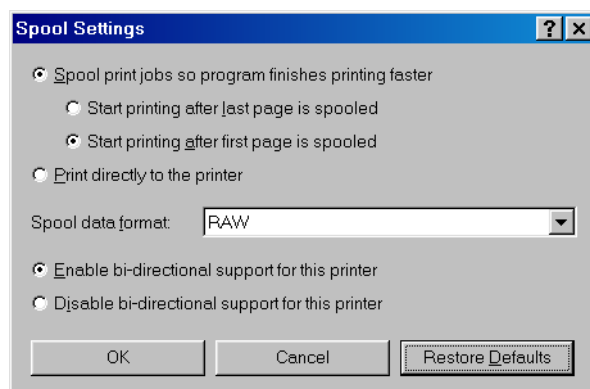 Spool Settings
Spool print jobs so program finishes printing faster
Start printing after last page is spooled
Start printing after first page is spooled
Print directly to the printer
Spool data format: RAW
Enable bi-directional support for this printer
Disable bi-directional support for this printer
OK Cancel Restore Defaults